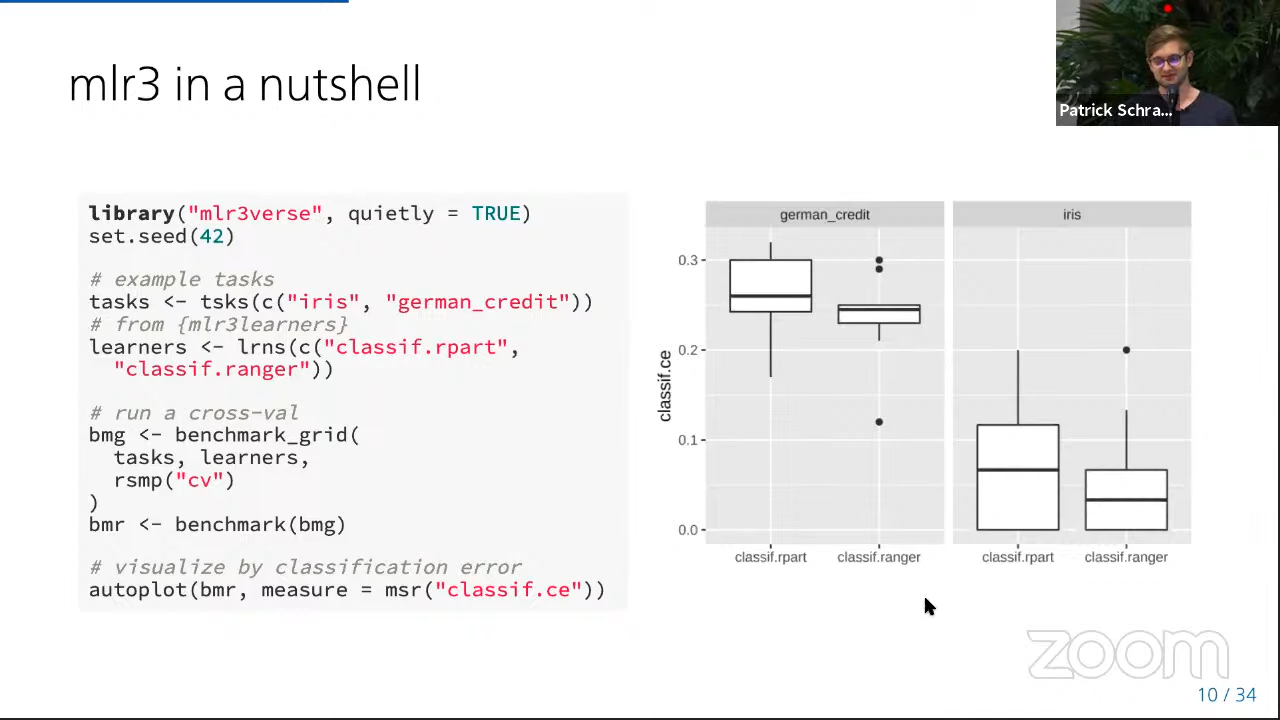 mlr3 in a nutshell
Patrick Schra...
library("mlr3verse", quietly = TRUE)
set.seed(42)
# example tasks
tasks <- tsks(c("iris", "german_credit"))
# from {mlr3learners}
learners <- lrns(c("classif.rpart",
"classif.ranger"))
# run a cross-val
bmg <- benchmark_grid(
tasks, learners,
rsmp("cv")
)
bmr <- benchmark(bmg)
# visualize by classification error
autoplot(bmr, measure = msr("classif.ce"))
german_credit
iris
classif.ce
0.3
0.2
0.1
0.0
classif.rpart
classif.ranger
classif.rpart
classif.ranger
zoom
10 / 34